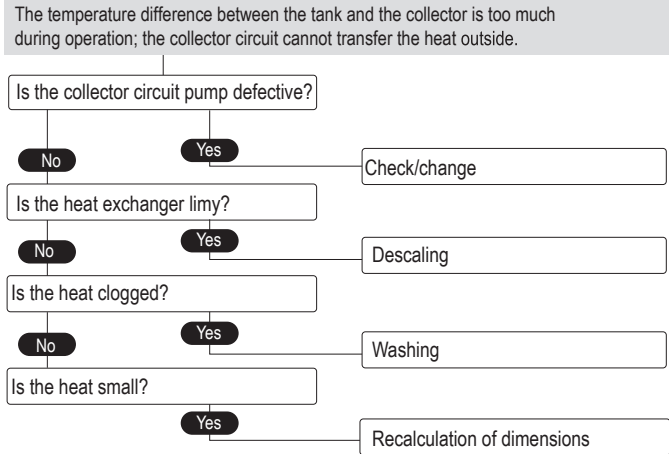 The temperature difference between the tank and the collector is too much
during operation; the collector circuit cannot transfer the heat outside.
Is the collector circuit pump defective?
No
Yes
Check/change
Is the heat exchanger limy?
No
Yes
Descaling
Is the heat clogged?
No
Yes
Washing
Is the heat small?
Yes
Recalculation of dimensions